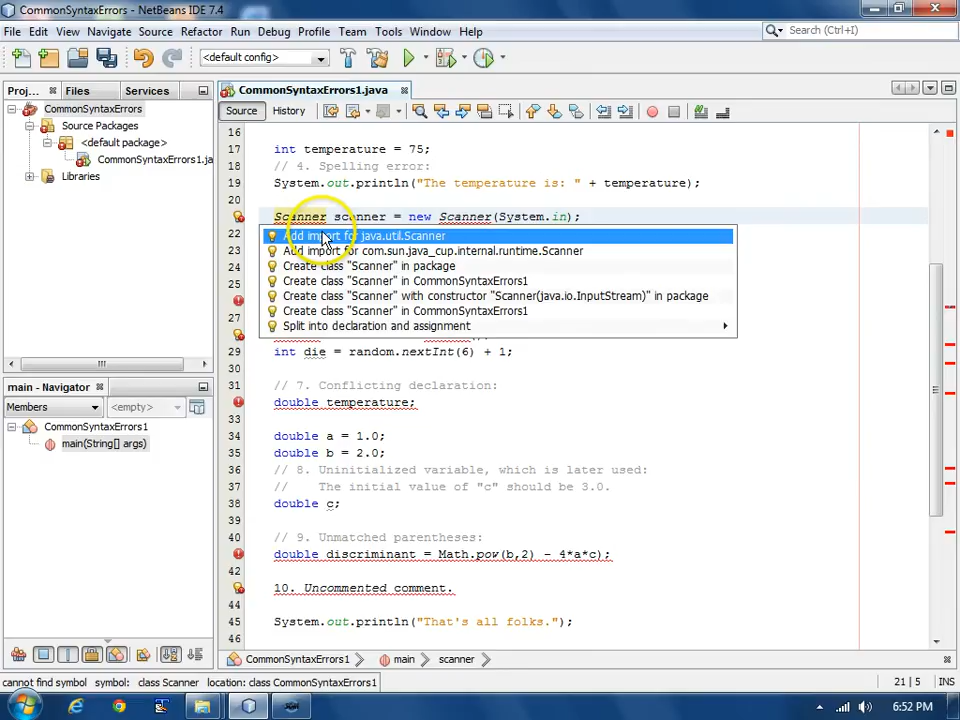 CommonSyntaxErrors - NetBeans IDE 7.4
File Edit View Navigate Source Refactor Run Debug Profile Team Tools Window Help
Search (Ctrl+I)
<default config>
Proj... Files Services
CommonSyntaxErrors1.java
CommonSyntaxErrors
Source Packages
<default package>
CommonSyntaxErrors1.ja
Libraries
Source History
16
17 int temperature = 75;
18 // 4. Spelling error:
19 System.out.println("The temperature is: " + temperature);
20
Scanner scanner = new Scanner(System.in);
22
23
24
25
27
29 int die = random.nextInt(6) + 1;
30
31 // 7. Conflicting declaration:
double temperature;
33
34 double a = 1.0;
35 double b = 2.0;
36 // 8. Uninitialized variable, which is later used:
37 // The initial value of "c" should be 3.0.
38 double c;
39
40 // 9. Unmatched parentheses:
double discriminant = Math.pow(b,2) - 4*a*c);
42
10. Uncommented comment.
44
45 System.out.println("That's all folks.");
46
Add import for java.util.Scanner
Add import for com.sun.java_cup.internal.runtime.Scanner
Create class "Scanner" in package
Create class "Scanner" in CommonSyntaxErrors1
Create class "Scanner" with constructor "Scanner(java.io.InputStream)" in package
Create class "Scanner" in CommonSyntaxErrors1
Split into declaration and assignment
main - Navigator
Members <empty>
CommonSyntaxErrors1
main(String[] args)
CommonSyntaxErrors1 main scanner
cannot find symbol symbol: class Scanner location: class CommonSyntaxErrors1
21 | 5 INS
6:52 PM